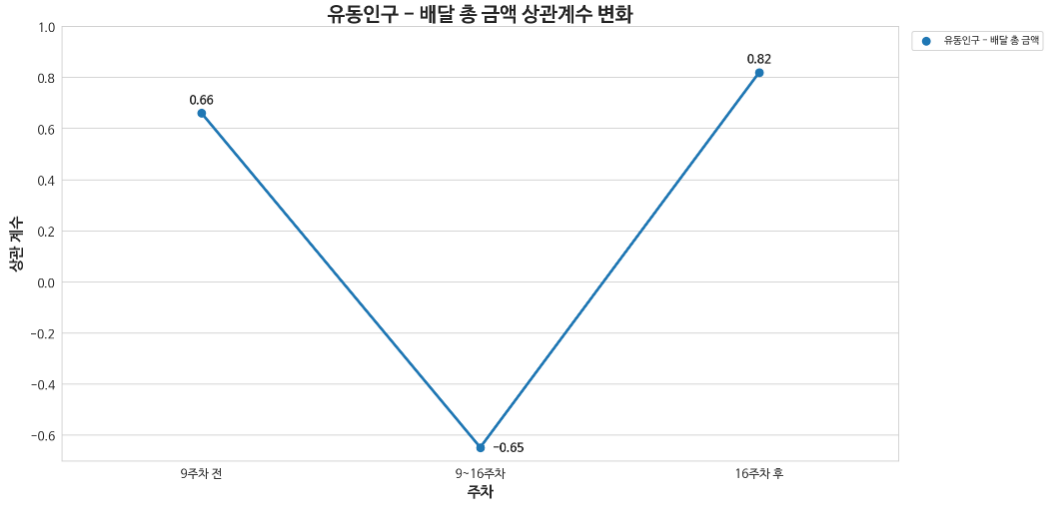 유동인구 - 배달 총 금액 상관계수 변화
유동인구 - 배달 총 금액
상관 계수
1.0
0.8
0.6
0.4
0.2
0.0
-0.2
-0.4
-0.6
0.66
-0.65
0.82
9주차 전
9~16주차
16주차 후
주차